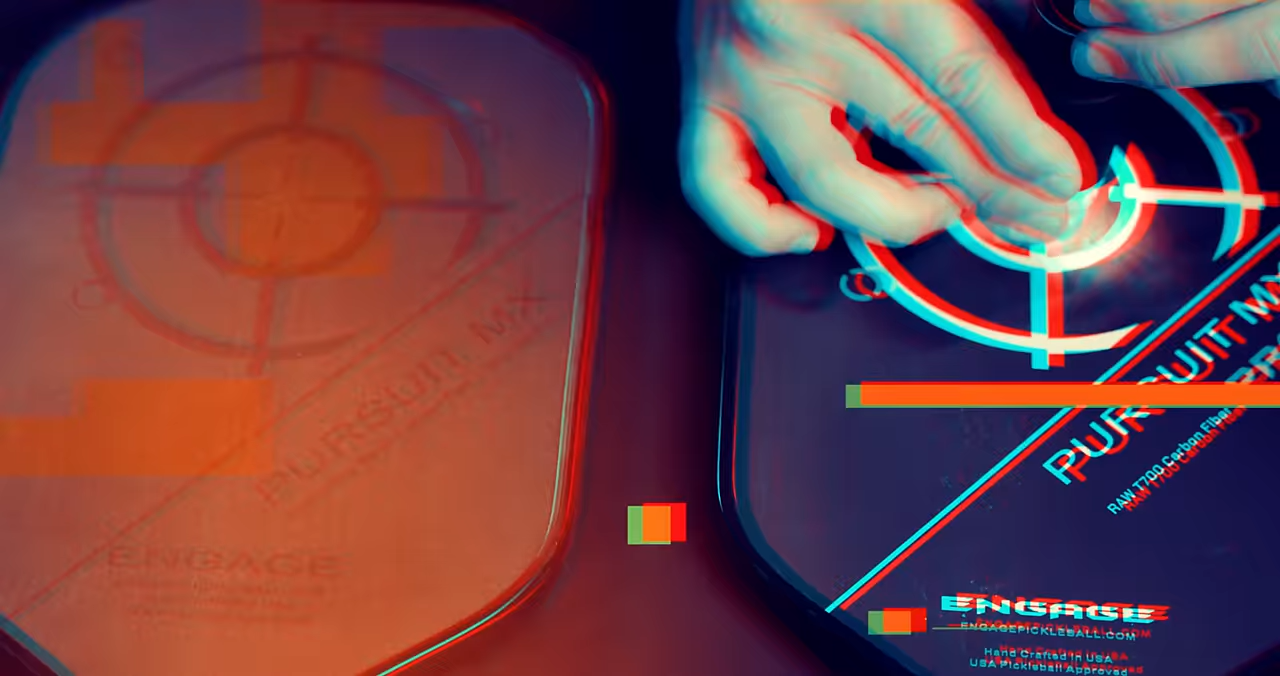 PURSUIT MX
ENGAGE
PURSUIT MX
PRO
RAW T700 Carbon Fiber
ENGAGE
ENGAGEPICKLEBALL.COM
Hand Crafted in USA
USA Pickleball Approved